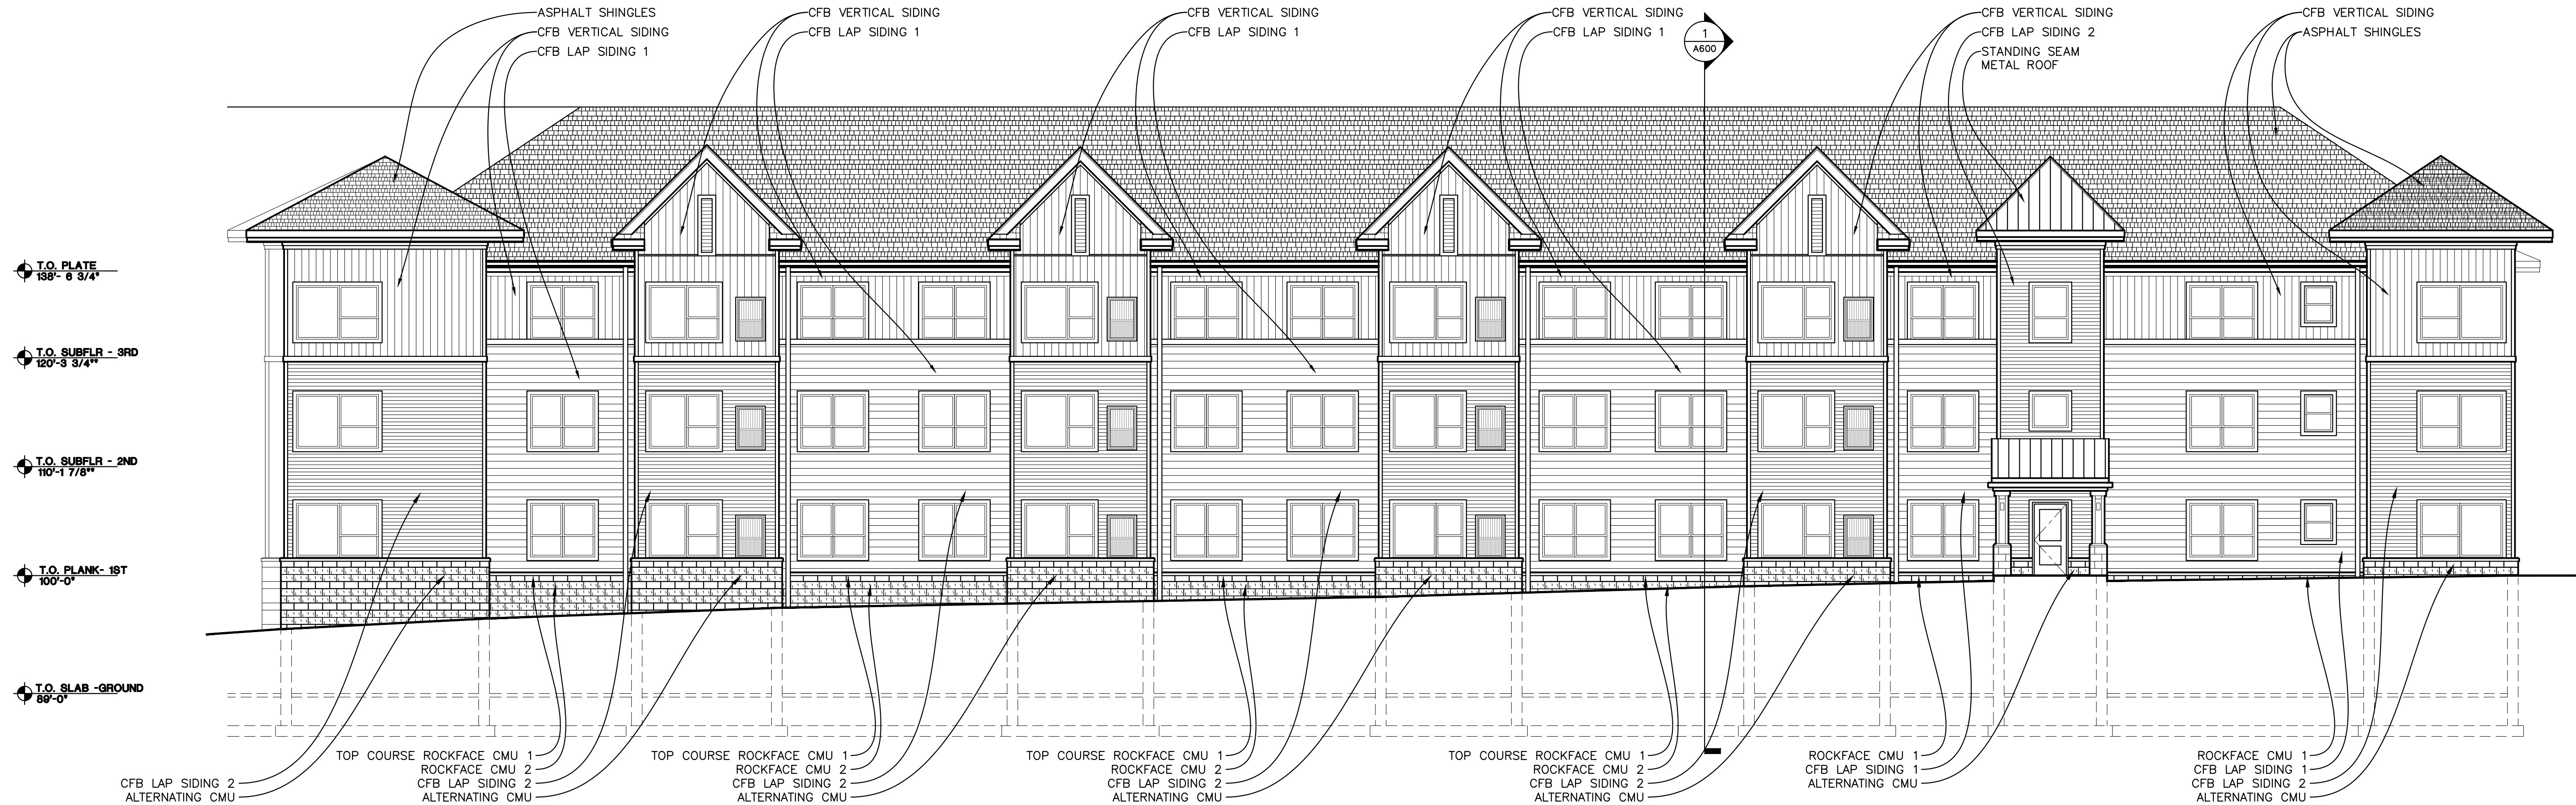 ASPHALT SHINGLES
CFB VERTICAL SIDING
CFB LAP SIDING 1
CFB VERTICAL SIDING
CFB LAP SIDING 1
CFB VERTICAL SIDING
CFB LAP SIDING 1
CFB VERTICAL SIDING
CFB LAP SIDING 1
1
A600
CFB VERTICAL SIDING
CFB LAP SIDING 2
STANDING SEAM
METAL ROOF
CFB VERTICAL SIDING
ASPHALT SHINGLES
T.O. PLATE
138'- 6 3/4"
T.O. SUBFLR - 3RD
120'-3 3/4""
T.O. SUBFLR - 2ND
110'-1 7/8""
T.O. PLANK- 1ST
100'-0"
T.O. SLAB -GROUND
89'-0"
CFB LAP SIDING 2
ALTERNATING CMU
TOP COURSE ROCKFACE CMU 1
ROCKFACE CMU 2
CFB LAP SIDING 2
ALTERNATING CMU
TOP COURSE ROCKFACE CMU 1
ROCKFACE CMU 2
CFB LAP SIDING 2
ALTERNATING CMU
TOP COURSE ROCKFACE CMU 1
ROCKFACE CMU 2
CFB LAP SIDING 2
ALTERNATING CMU
TOP COURSE ROCKFACE CMU 1
ROCKFACE CMU 2
CFB LAP SIDING 2
ALTERNATING CMU
ROCKFACE CMU 1
CFB LAP SIDING 1
ALTERNATING CMU
ROCKFACE CMU 1
CFB LAP SIDING 1
CFB LAP SIDING 2
ALTERNATING CMU